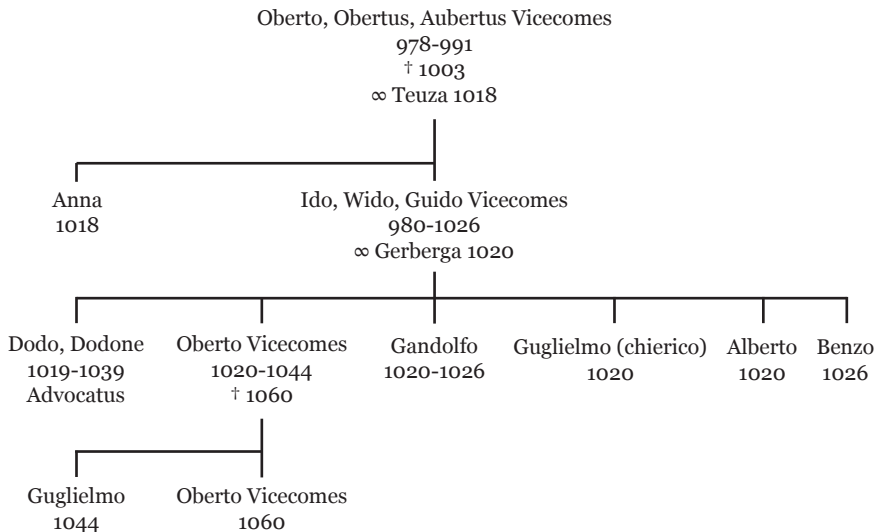 Oberto, Obertus, Aubertus Vicecomes
978-991
† 1003
∞ Teuza 1018
Anna
1018
Ido, Wido, Guido Vicecomes
980-1026
∞ Gerberga 1020
Dodo, Dodone
1019-1039
Advocatus
Oberto Vicecomes
1020-1044
† 1060
Gandolfo
1020-1026
Guglielmo (chierico)
1020
Alberto
1020
Benzo
1026
Guglielmo
1044
Oberto Vicecomes
1060